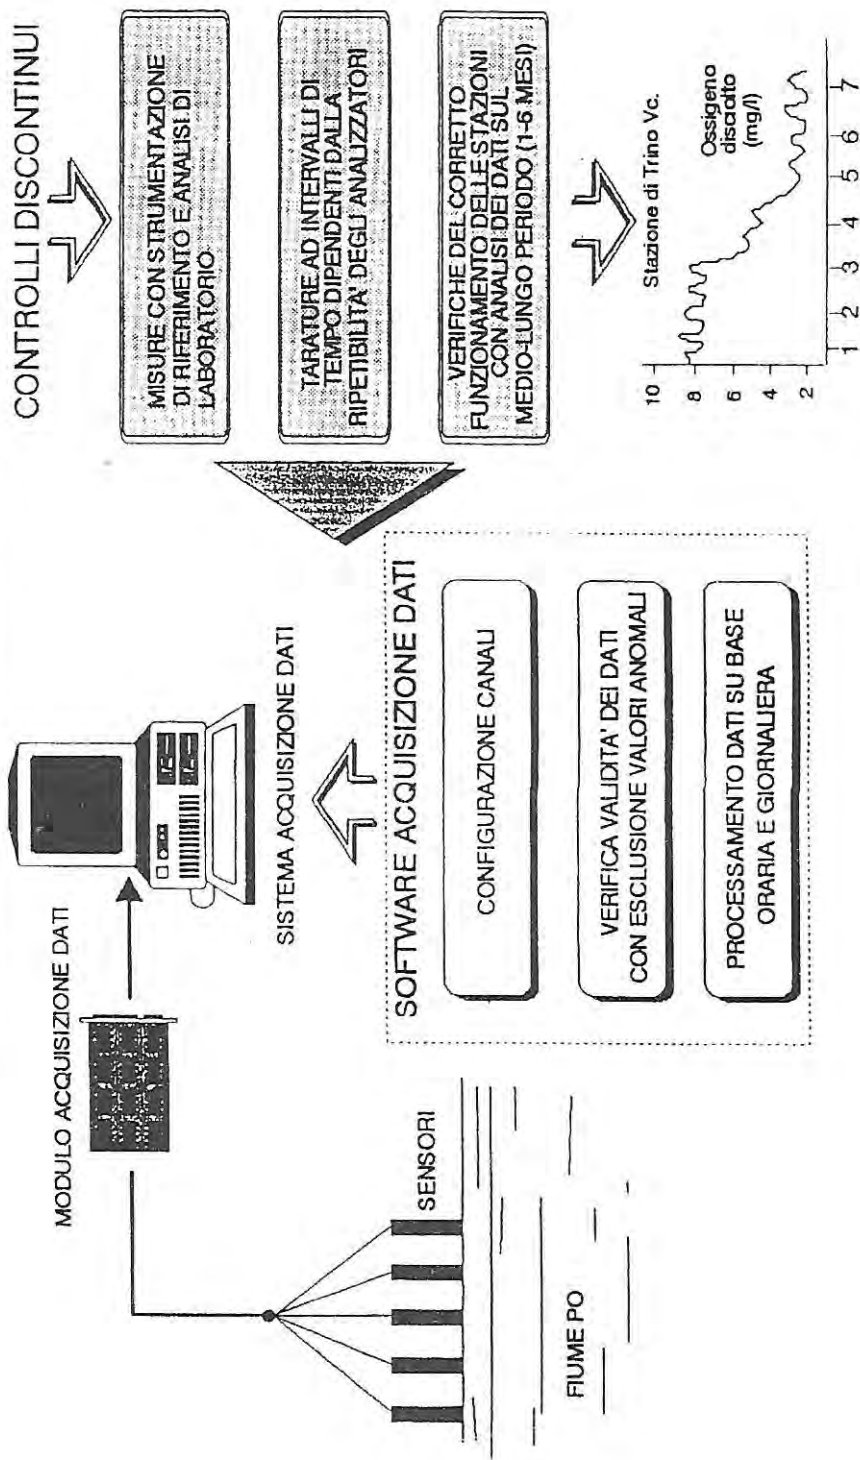 MODULO ACQUISIZIONE DATI
SENSORI
FIUME PO
SISTEMA ACQUISIZIONE DATI
SOFTWARE ACQUISIZIONE DATI
CONFIGURAZIONE CANALI
VERIFICA VALIDITA' DEI DATI
CON ESCLUSIONE VALORI ANOMALI
PROCESSAMENTO DATI SU BASE
ORARIA E GIORNALIERA
CONTROLLI DISCONTINUI
MISURE CON STRUMENTAZIONE
DI RIFERIMENTO E ANALISI DI
LABORATORIO
TARATURE AD INTERVALLI DI
TEMPO DIPENDENTI DALLA
RIPETIBILITA' DEGLI ANALIZZATORI
VERIFICHE DEL CORRETTO
FUNZIONAMENTO DELLE STAZIONI
CON ANALISI DEI DATI SUL
MEDIO-LUNGO PERIODO (1-6 MESI)
Stazione di Trino Vc.
Ossigeno
disciolto
(mg/l)
10
8
6
4
2
1 2 3 4 5 6 7